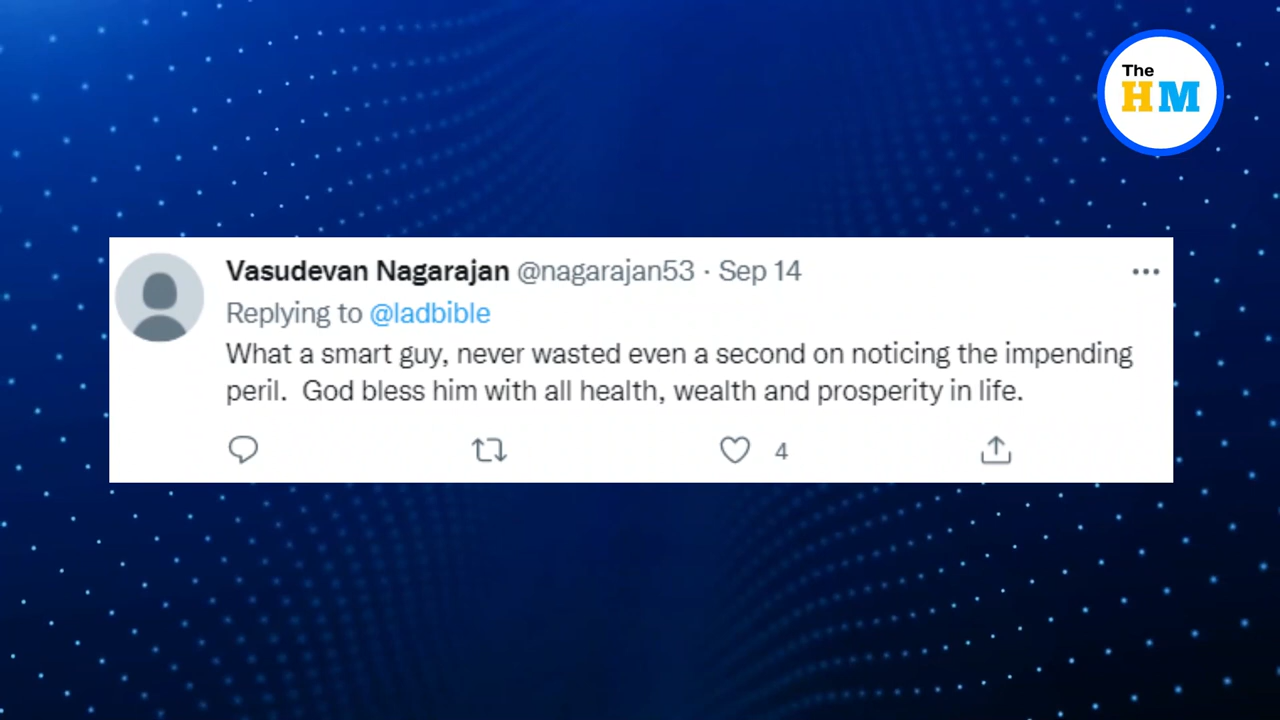 The
HM
Vasudevan Nagarajan @nagarajan53 · Sep 14
Replying to @ladbible
What a smart guy, never wasted even a second on noticing the impending
peril.  God bless him with all health, wealth and prosperity in life.
4